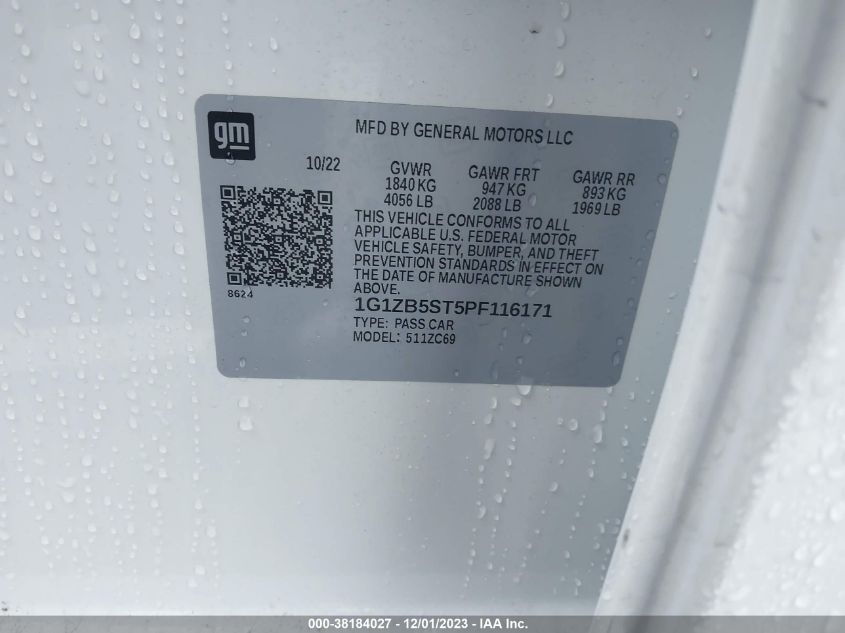 gm
MFD BY GENERAL MOTORS LLC
10/22
GVWR
1840 KG
4056 LB
GAWR FRT
947 KG
2088 LB
GAWR RR
893 KG
1969 LB
THIS VEHICLE CONFORMS TO ALL
APPLICABLE U.S. FEDERAL MOTOR
VEHICLE SAFETY, BUMPER, AND THEFT
PREVENTION STANDARDS IN EFFECT ON
THE DATE OF MANUFACTURE SHOWN
ABOVE.
8624
1G1ZB5ST5PF116171
TYPE: PASS CAR
MODEL: 511ZC69
000-38184027 - 12/01/2023 - IAA Inc.